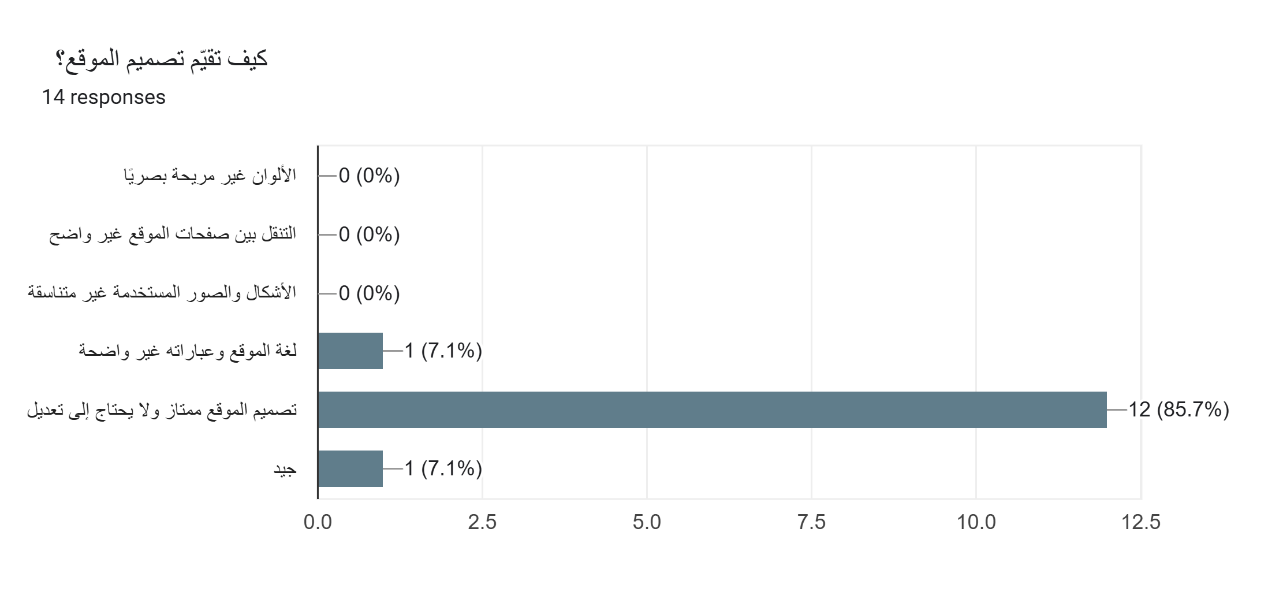 كيف تقيّم تصميم الموقع؟
14 responses
الألوان غير مريحة بصريًا
0 (0%)
التنقل بين صفحات الموقع غير واضح
0 (0%)
الأشكال والصور المستخدمة غير متناسقة
0 (0%)
لغة الموقع وعباراته غير واضحة
1 (7.1%)
تصميم الموقع ممتاز ولا يحتاج إلى تعديل
12 (85.7%)
جيد
1 (7.1%)
0.0 2.5 5.0 7.5 10.0 12.5